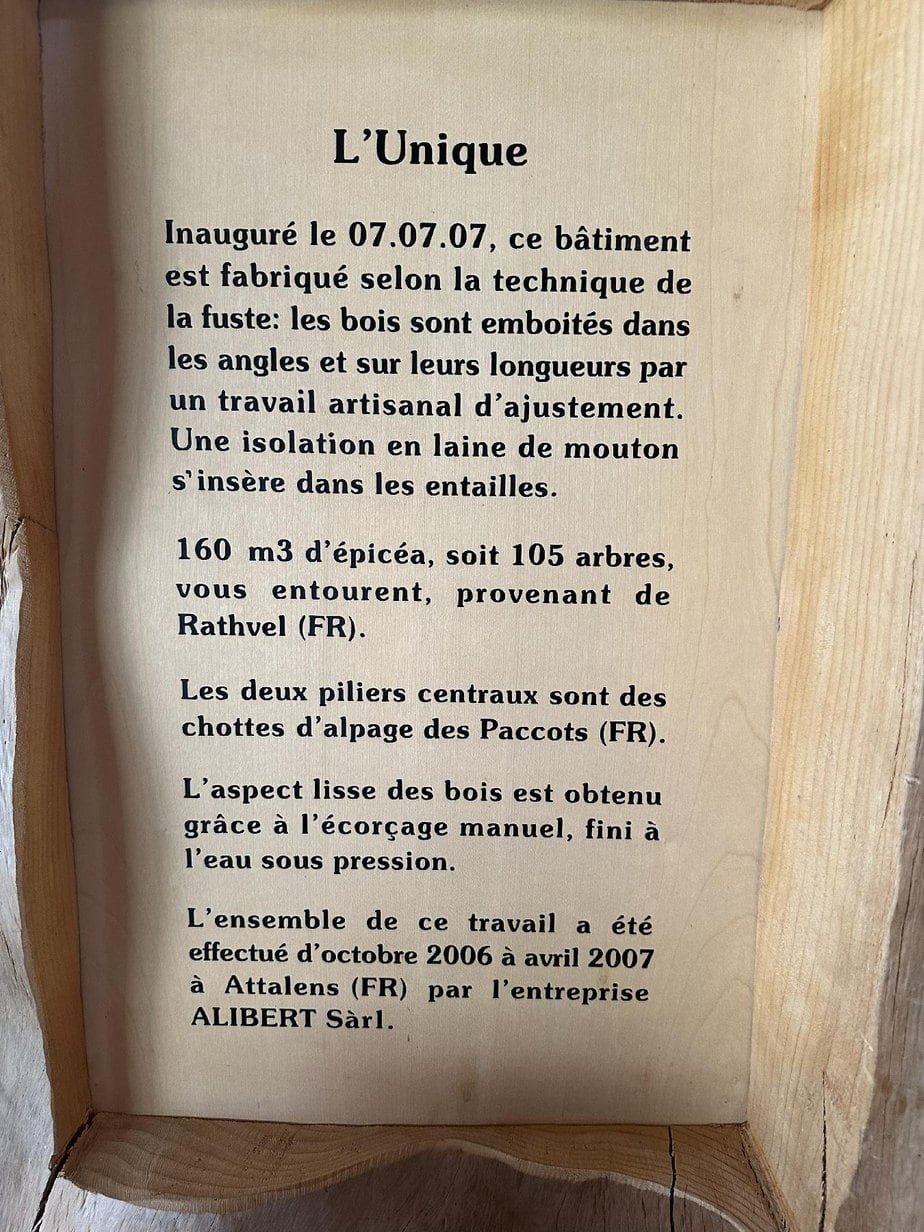 L'Unique
Inauguré le 07.07.07, ce bâtiment
est fabriqué selon la technique de
la fuste: les bois sont emboités dans
les angles et sur leurs longueurs par
un travail artisanal d'ajustement.
Une isolation en laine de mouton
s'insère dans les entailles.
160 m3 d'épicéa, soit 105 arbres,
vous entourent, provenant de
Rathvel (FR).
Les deux piliers centraux sont des
chottes d'alpage des Paccots (FR).
L'aspect lisse des bois est obtenu
grâce à l'écorçage manuel, fini à
l'eau sous pression.
L'ensemble de ce travail a été
effectué d'octobre 2006 à avril 2007
à Attalens (FR) par l'entreprise
ALIBERT Sàrl.